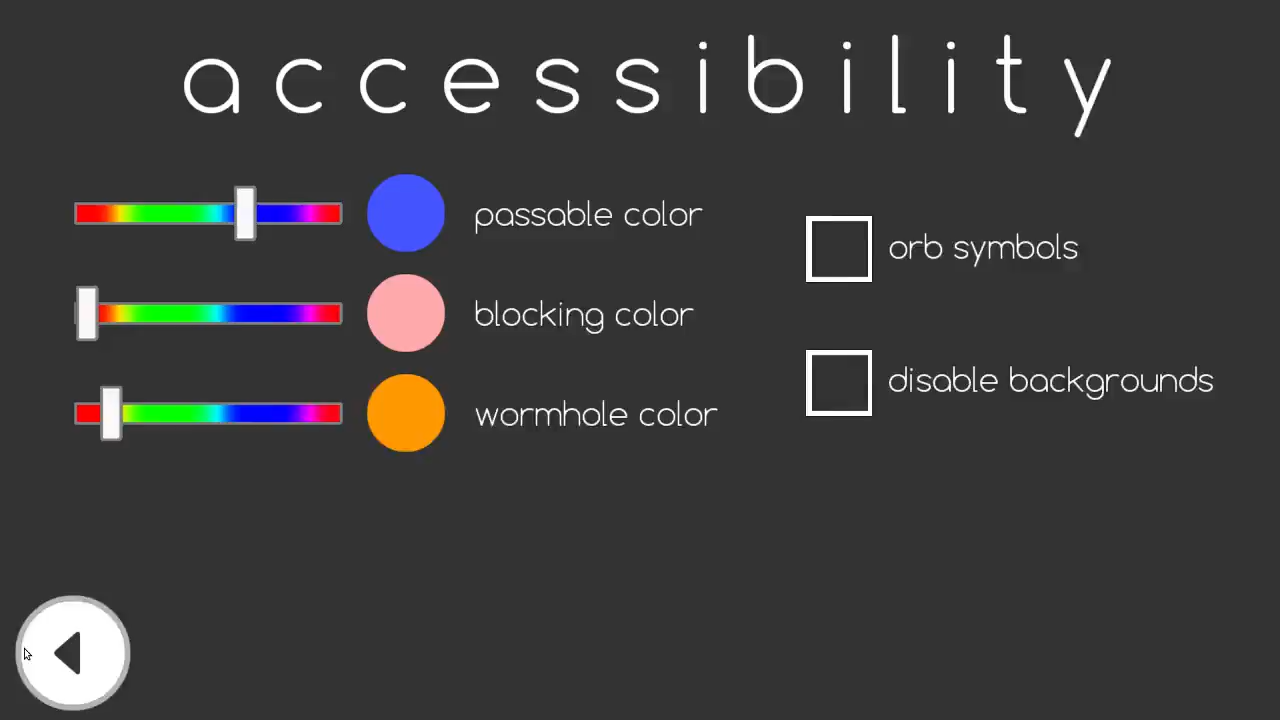 accessibility
passable color
blocking color
wormhole color
orb symbols
disable backgrounds